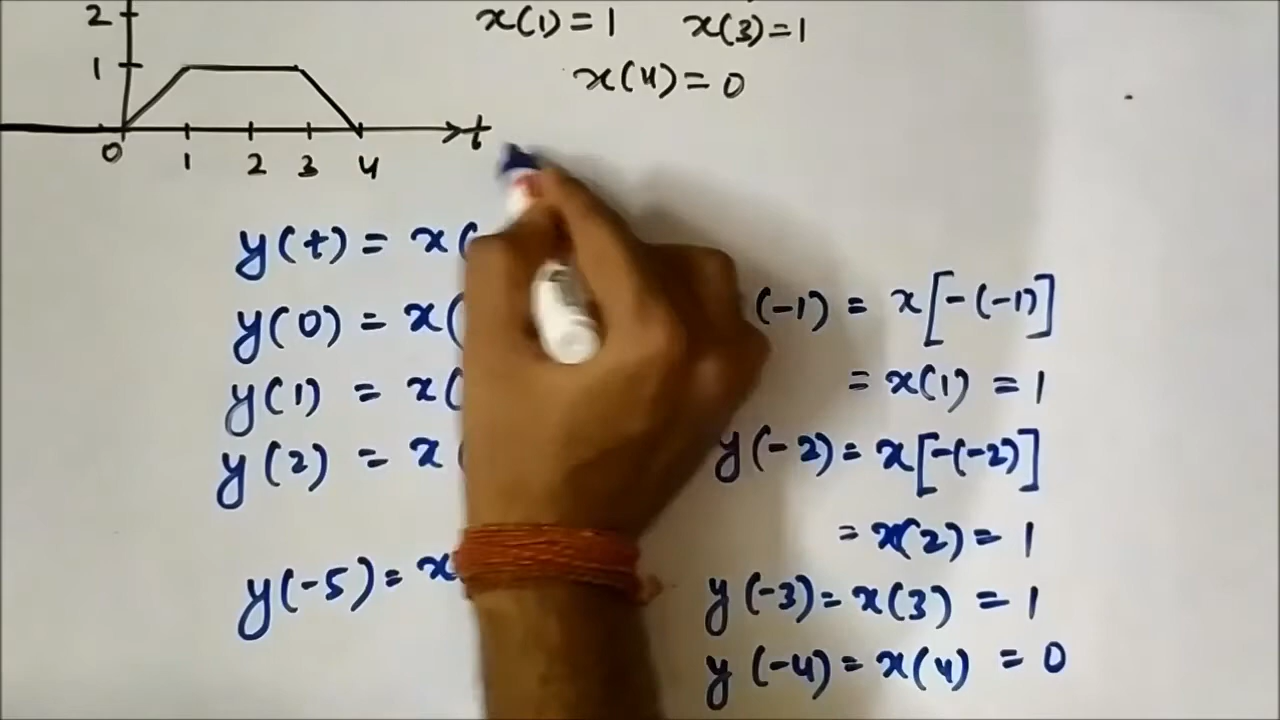 2
x(1) = 1 x(3) = 1
1
x(4) = 0
t
0 1 2 3 4
y(t) = x(
y(0) = x(
(-1) = x[-(-1)]
y(1) = x(
= x(1) = 1
y(2) = x
y(-2) = x[-(-2)]
= x(2) = 1
y(-5) = x
y(-3) = x(3) = 1
y(-4) = x(4) = 0